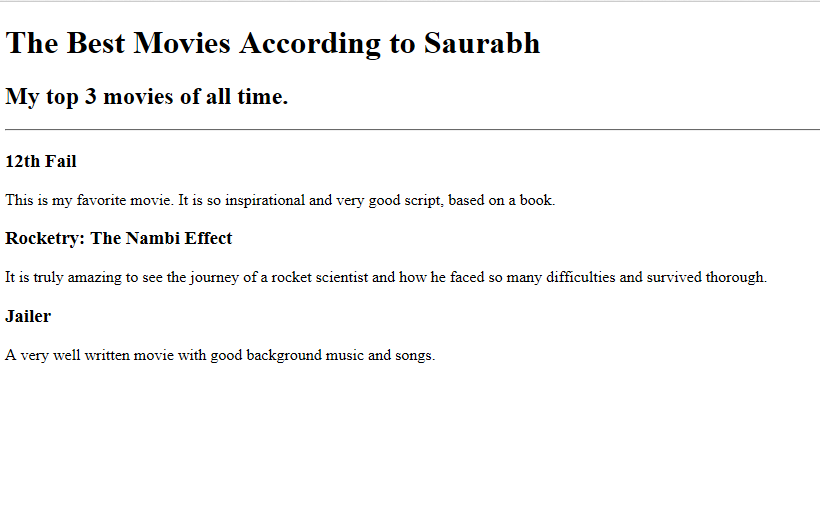 The Best Movies According to Saurabh
My top 3 movies of all time.
12th Fail
This is my favorite movie. It is so inspirational and very good script, based on a book.
Rocketry: The Nambi Effect
It is truly amazing to see the journey of a rocket scientist and how he faced so many difficulties and survived thorough.
Jailer
A very well written movie with good background music and songs.